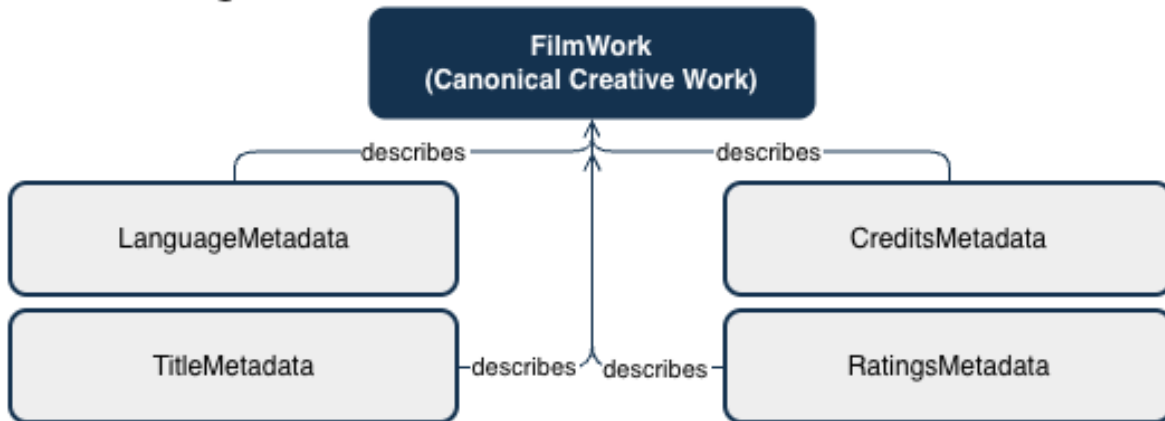 FilmWork
(Canonical Creative Work)
describes
describes
LanguageMetadata
CreditsMetadata
TitleMetadata
describes
describes
RatingsMetadata